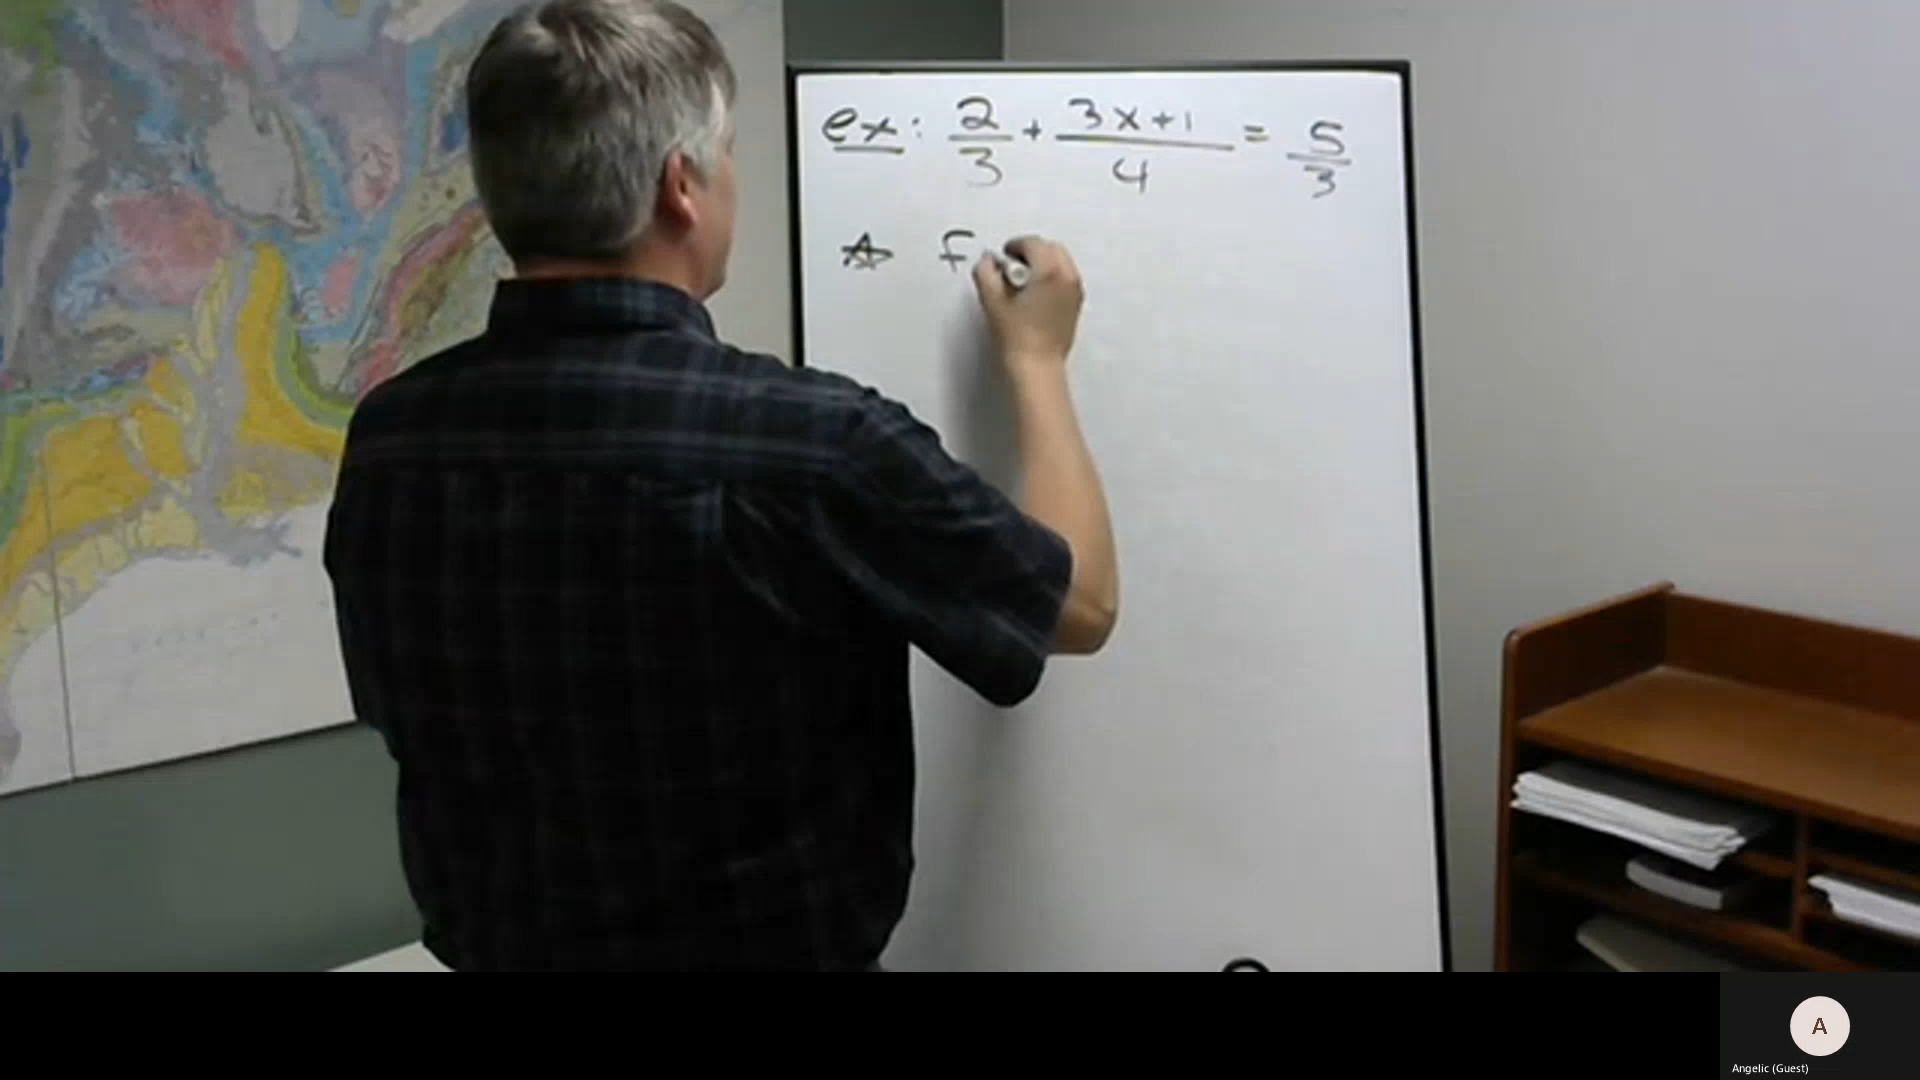 ex: 2/3 + 3x+1/4 = 5/3
☆ F
A
Angelic (Guest)